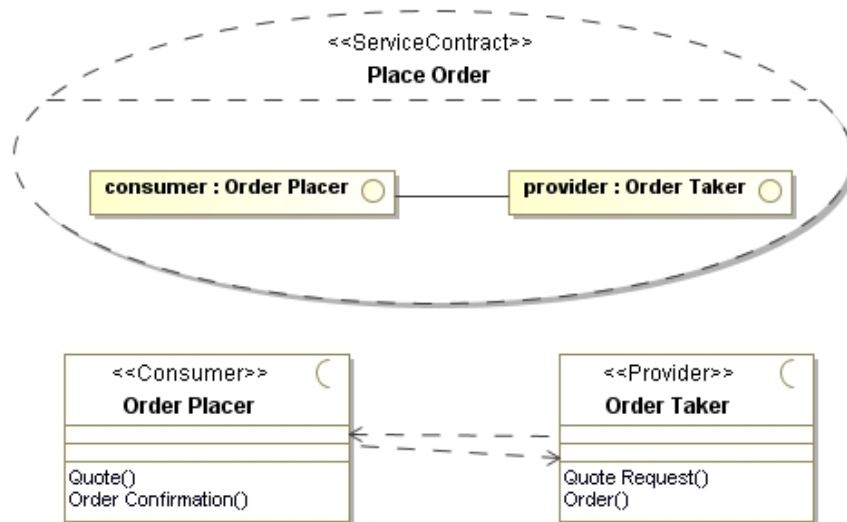 <<ServiceContract>>
Place Order
consumer : Order Placer
provider : Order Taker
<<Consumer>>
Order Placer
Quote()
Order Confirmation()
<<Provider>>
Order Taker
Quote Request()
Order()